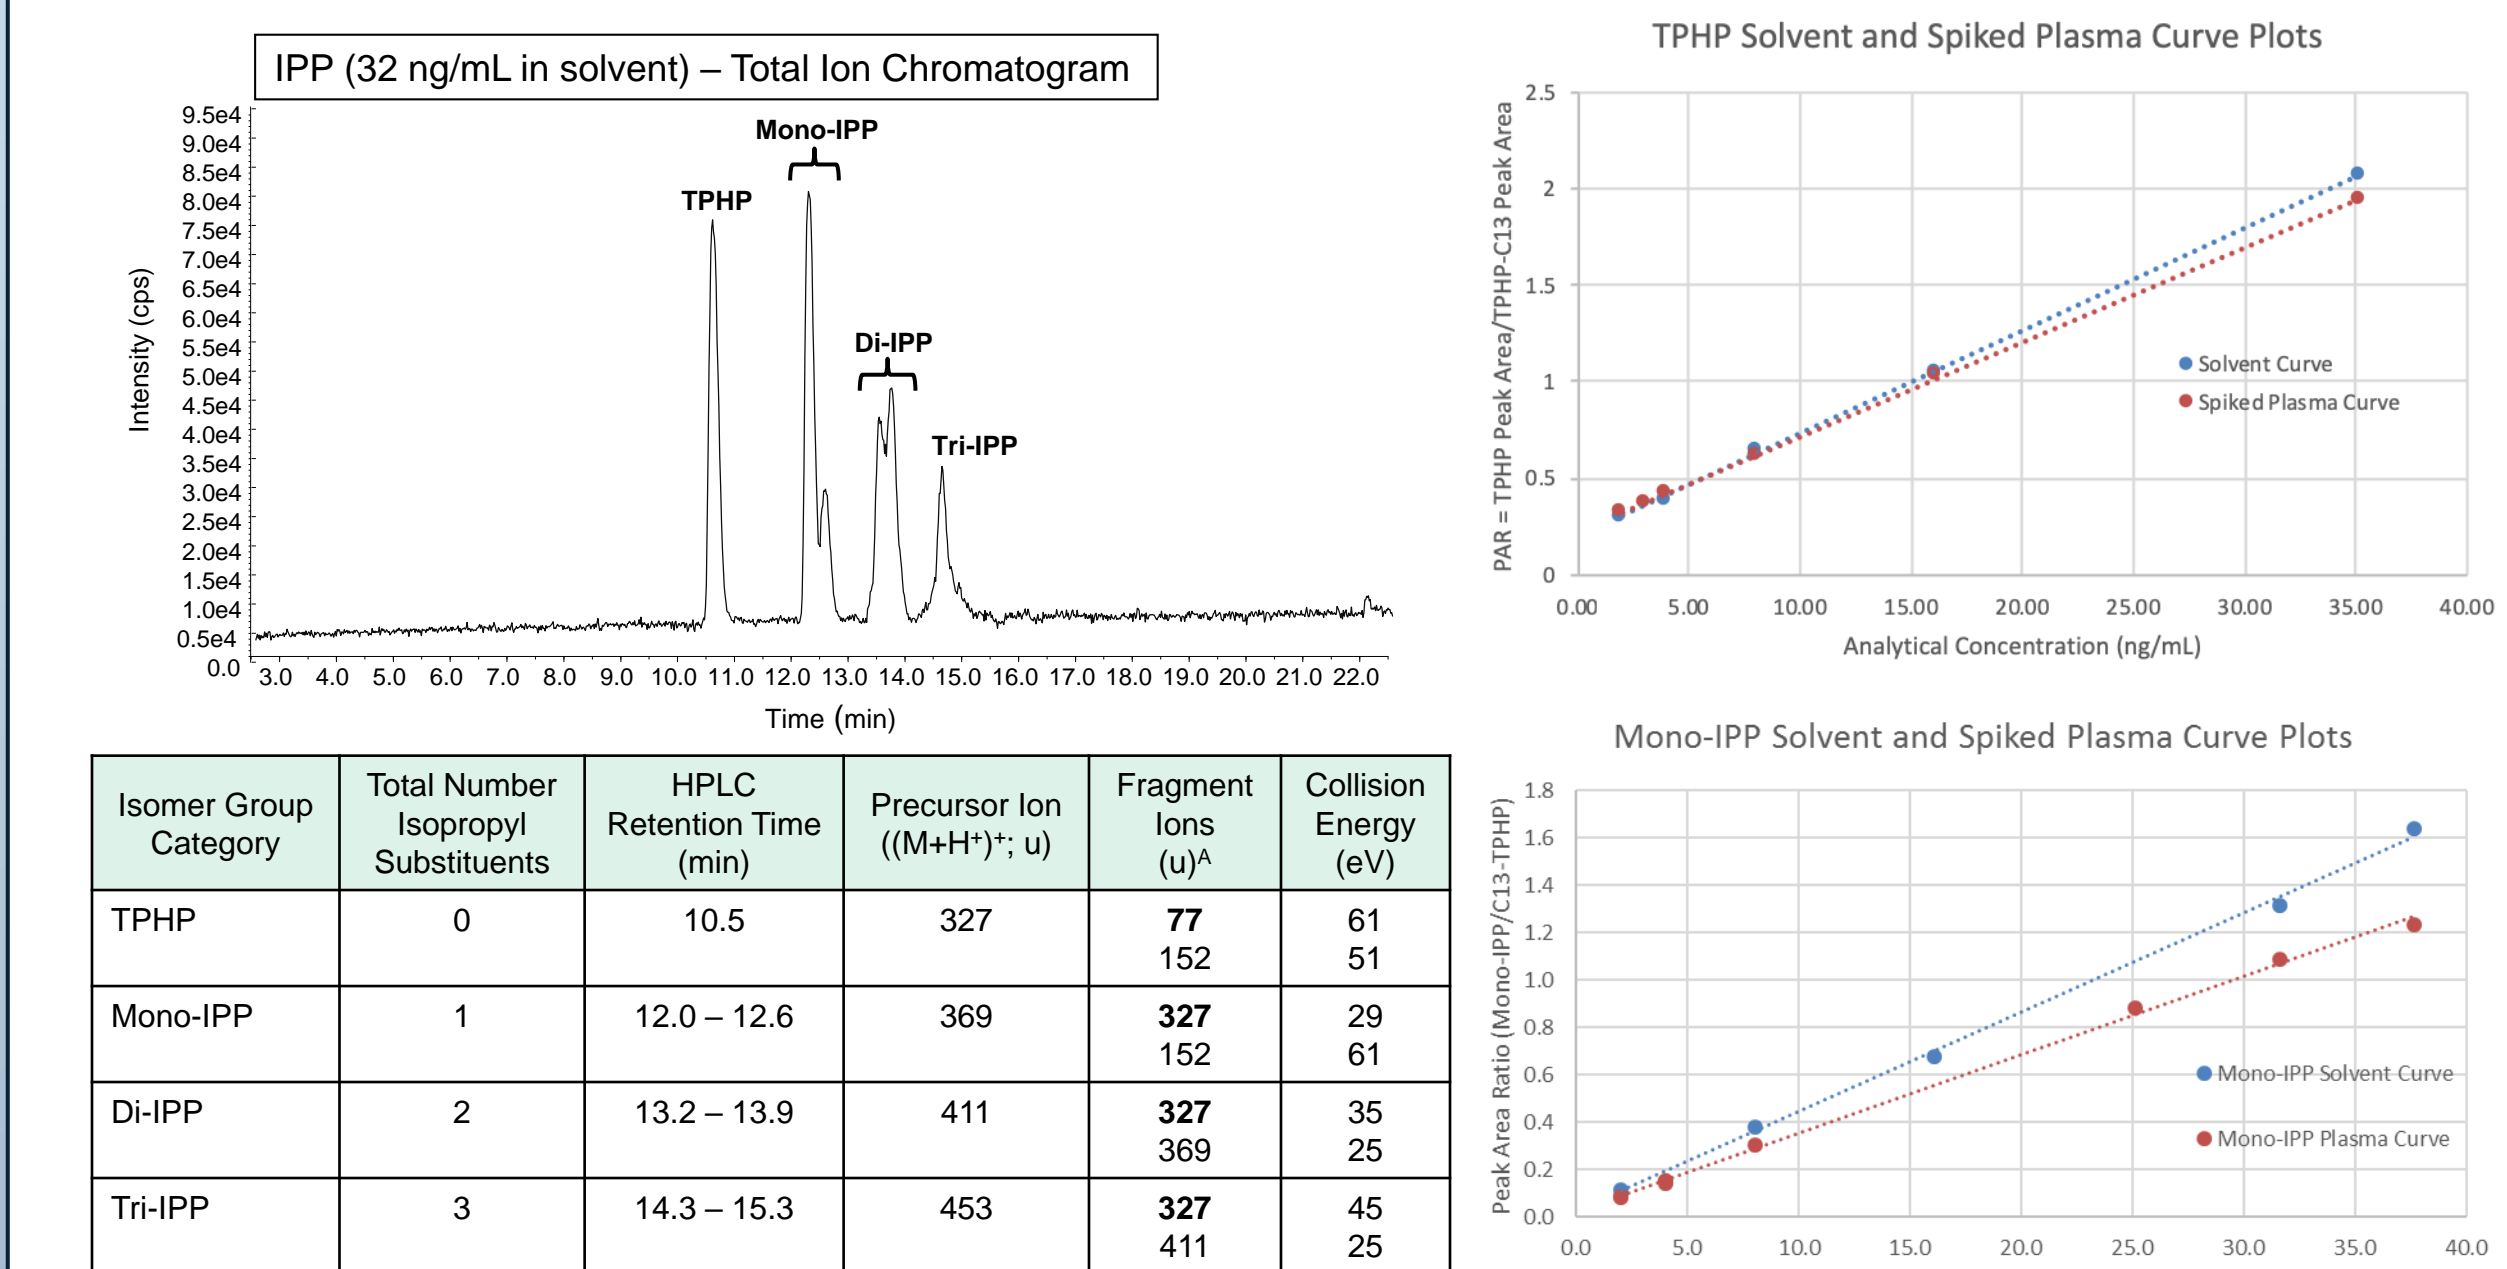 IPP (32 ng/mL in solvent) – Total Ion Chromatogram
Intensity (cps)
9.5e4
9.0e4
8.5e4
8.0e4
7.5e4
7.0e4
6.5e4
6.0e4
5.5e4
5.0e4
4.5e4
4.0e4
3.5e4
3.0e4
2.5e4
2.0e4
1.5e4
1.0e4
0.5e4
0.0
TPHP
Mono-IPP
Di-IPP
Tri-IPP
3.0 4.0 5.0 6.0 7.0 8.0 9.0 10.0 11.0 12.0 13.0 14.0 15.0 16.0 17.0 18.0 19.0 20.0 21.0 22.0
Time (min)
Isomer Group Category | Total Number Isopropyl Substituents | HPLC Retention Time (min) | Precursor Ion ((M+H⁺)⁺; u) | Fragment Ions (u)ᴬ | Collision Energy (eV)
TPHP 0 10.5 327 77 61
152 51
Mono-IPP 1 12.0 – 12.6 369 327 29
152 61
Di-IPP 2 13.2 – 13.9 411 327 35
369 25
Tri-IPP 3 14.3 – 15.3 453 327 45
411 25
TPHP Solvent and Spiked Plasma Curve Plots
PAR = TPHP Peak Area/TPHP-C13 Peak Area
2.5
2
1.5
1
0.5
0
Solvent Curve
Spiked Plasma Curve
0.00 5.00 10.00 15.00 20.00 25.00 30.00 35.00 40.00
Analytical Concentration (ng/mL)
Mono-IPP Solvent and Spiked Plasma Curve Plots
Peak Area Ratio (Mono-IPP/C13-TPHP)
1.8
1.6
1.4
1.2
1.0
0.8
0.6
0.4
0.2
0.0
Mono-IPP Solvent Curve
Mono-IPP Plasma Curve
0.0 5.0 10.0 15.0 20.0 25.0 30.0 35.0 40.0